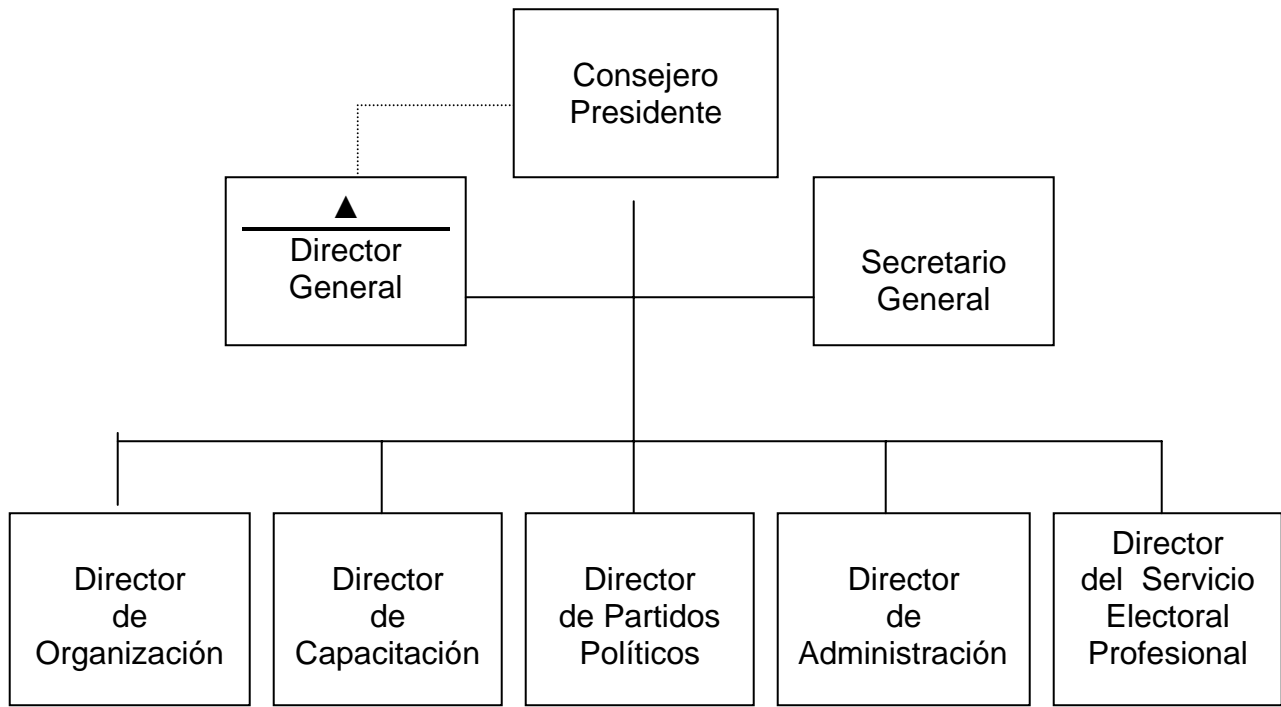 Consejero
Presidente
▲
Director
General
Secretario
General
Director
de
Organización
Director
de
Capacitación
Director
de Partidos
Políticos
Director
de
Administración
Director
del Servicio
Electoral
Profesional